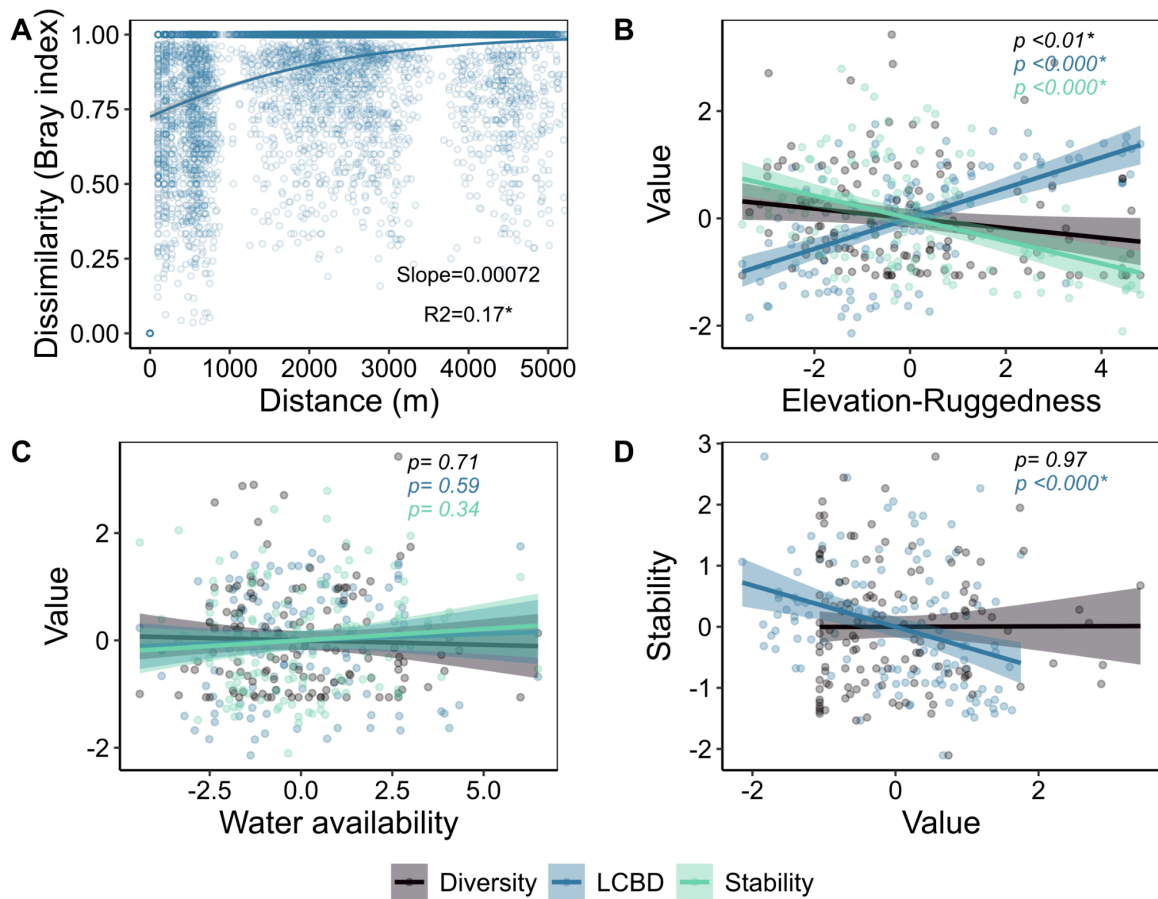 A
Dissimilarity (Bray index)
1.00
0.75
0.50
0.25
0.00
Slope=0.00072
R2=0.17*
0 1000 2000 3000 4000 5000
Distance (m)
B
Value
2
0
-2
p <0.01*
p <0.000*
p <0.000*
-2 0 2 4
Elevation-Ruggedness
C
Value
2
0
-2
p= 0.71
p= 0.59
p= 0.34
-2.5 0.0 2.5 5.0
Water availability
D
Stability
3
2
1
0
-1
-2
p= 0.97
p <0.000*
-2 0 2
Value
Diversity LCBD Stability